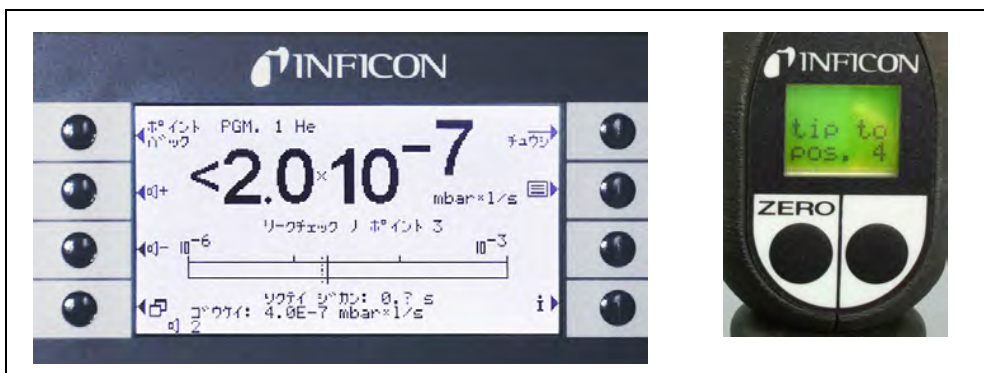 INFICON
ポイント PGM. 1 He
バック
チュウシ
<2.0×10⁻⁷
+
mbar*l/s
リークチェック ノ ポイント 3
-
10⁻⁶ 10⁻³
ソクテイ ジカン: 0.? s
ゴウケイ: 4.0E-7 mbar*l/s
i
2
INFICON
tip to
pos. 4
ZERO